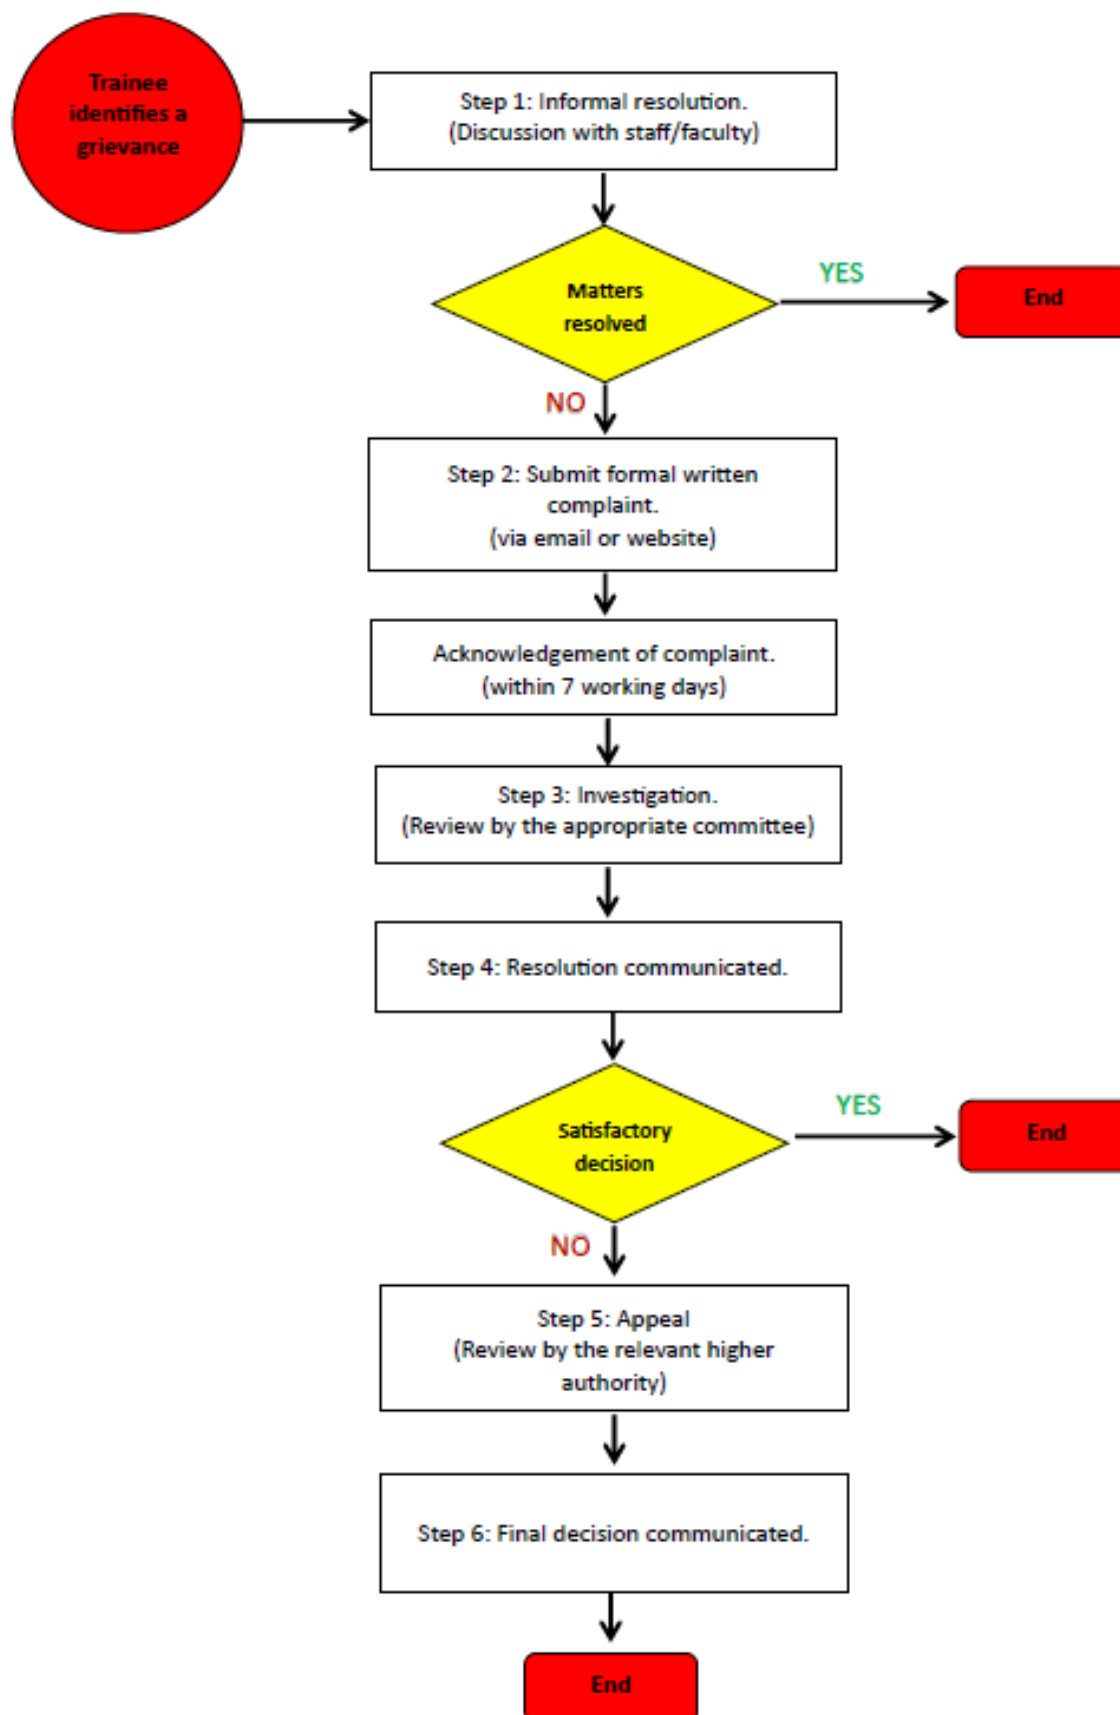 Trainee
identifies a
grievance
Step 1: Informal resolution.
(Discussion with staff/faculty)
Matters
resolved
YES
End
NO
Step 2: Submit formal written
complaint.
(via email or website)
Acknowledgement of complaint.
(within 7 working days)
Step 3: Investigation.
(Review by the appropriate committee)
Step 4: Resolution communicated.
Satisfactory
decision
YES
End
NO
Step 5: Appeal
(Review by the relevant higher
authority)
Step 6: Final decision communicated.
End